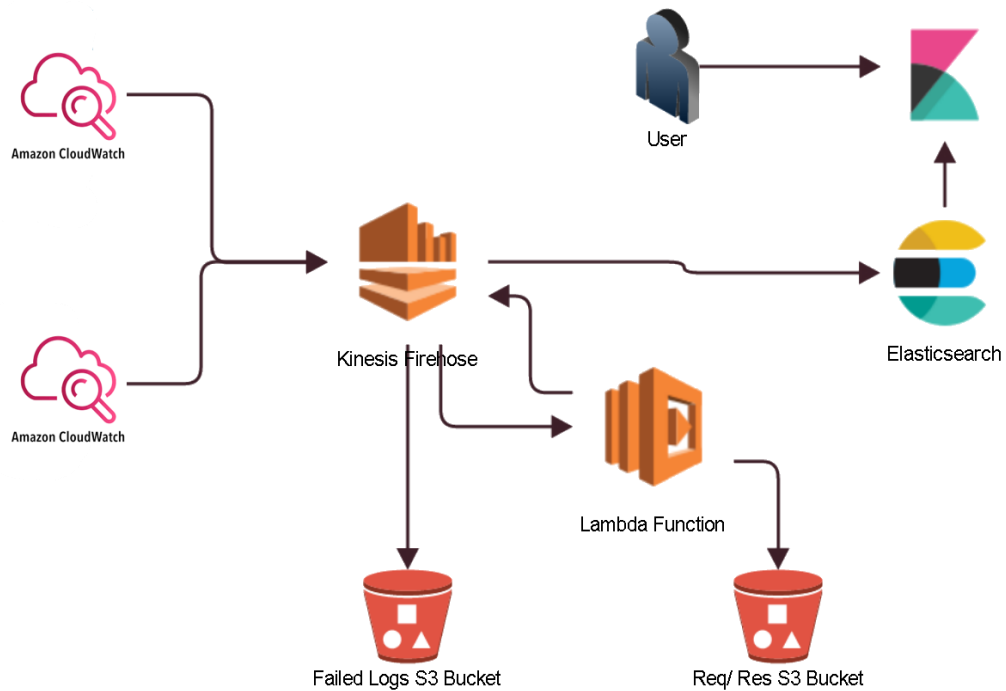 User
Amazon CloudWatch
Kinesis Firehose
Elasticsearch
Amazon CloudWatch
Lambda Function
Failed Logs S3 Bucket
Req/ Res S3 Bucket